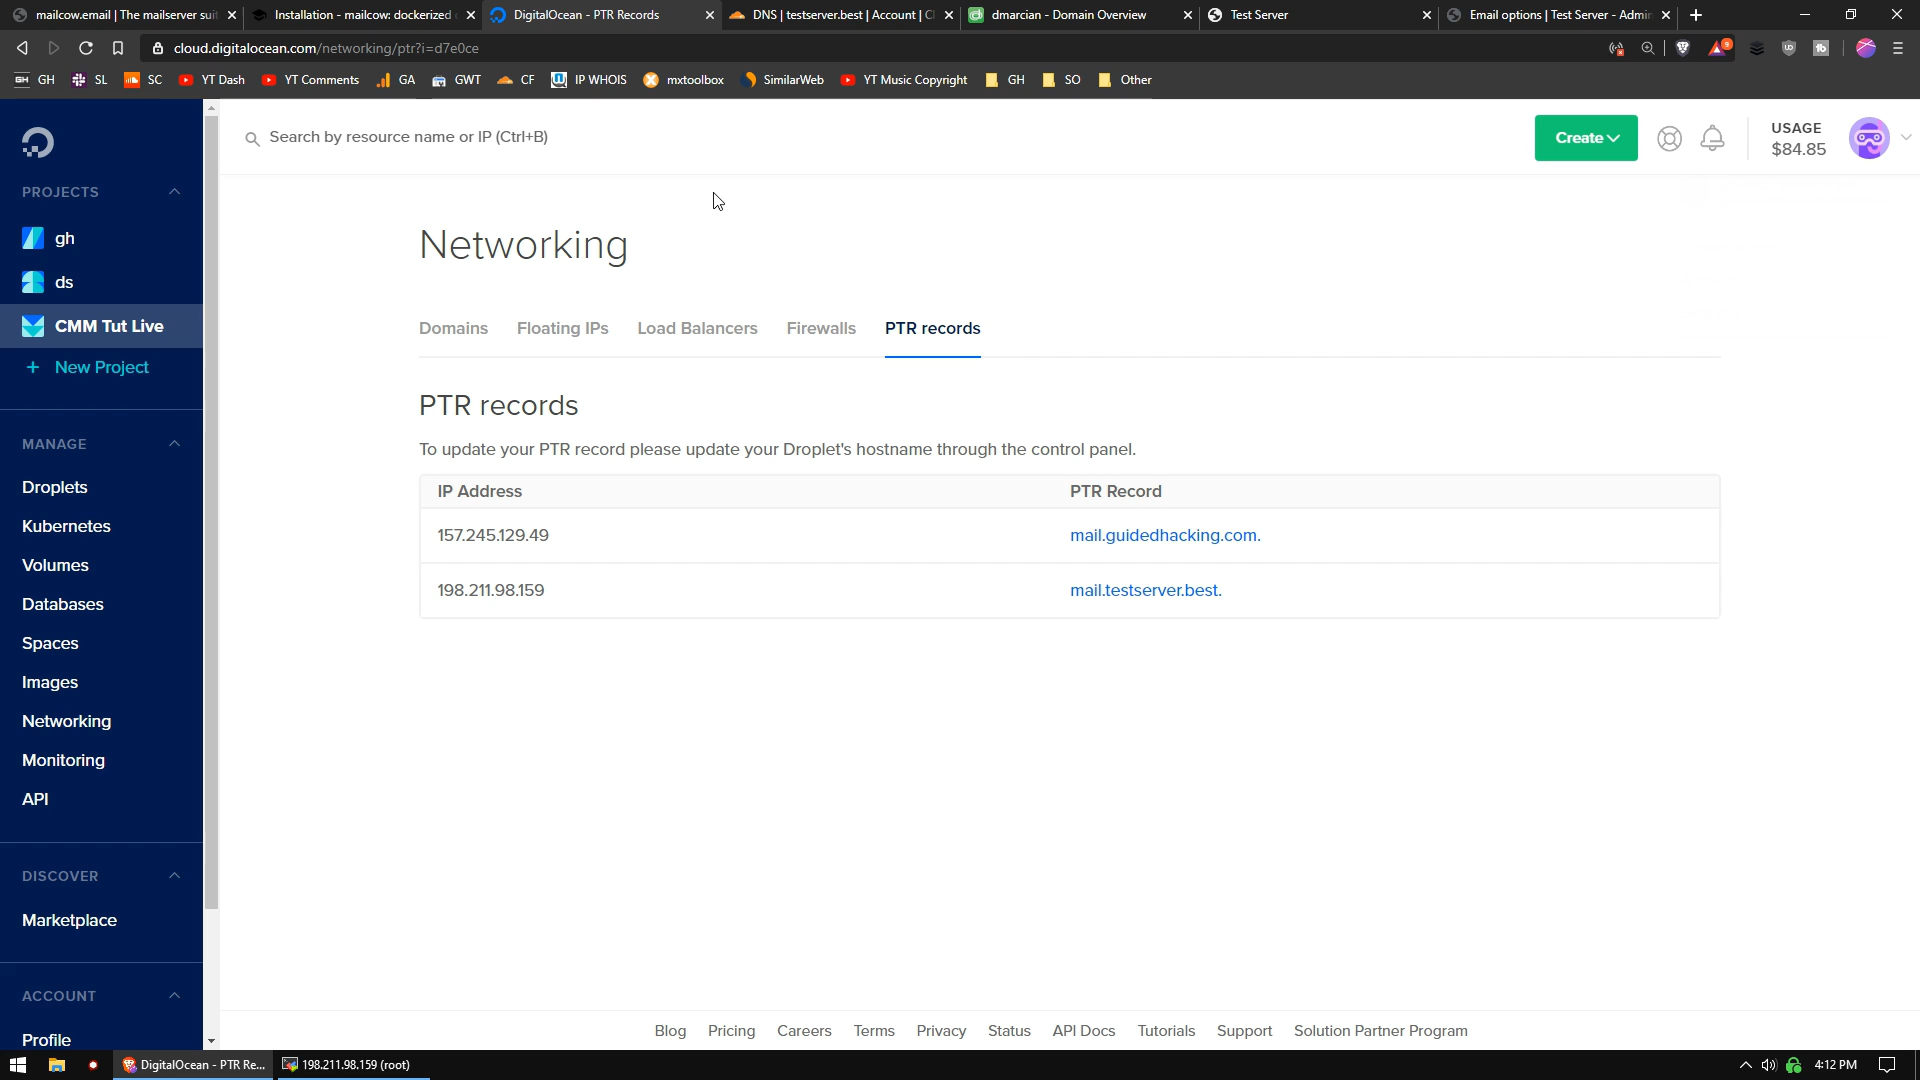 mailcow.email | The mailserver sui
Installation - mailcow: dockerized
DigitalOcean - PTR Records
DNS | testserver.best | Account | C
dmarcian - Domain Overview
Test Server
Email options | Test Server - Admin
cloud.digitalocean.com/networking/ptr?i=d7e0ce
9
GH
SL
SC
YT Dash
YT Comments
GA
GWT
CF
IP WHOIS
mxtoolbox
SimilarWeb
YT Music Copyright
GH
SO
Other
Search by resource name or IP (Ctrl+B)
Create
USAGE
$84.85
PROJECTS
gh
ds
CMM Tut Live
+ New Project
MANAGE
Droplets
Kubernetes
Volumes
Databases
Spaces
Images
Networking
Monitoring
API
DISCOVER
Marketplace
ACCOUNT
Profile
Networking
Domains
Floating IPs
Load Balancers
Firewalls
PTR records
PTR records
To update your PTR record please update your Droplet's hostname through the control panel.
IP Address
PTR Record
157.245.129.49
mail.guidedhacking.com.
198.211.98.159
mail.testserver.best.
Blog
Pricing
Careers
Terms
Privacy
Status
API Docs
Tutorials
Support
Solution Partner Program
DigitalOcean - PTR Re...
198.211.98.159 (root)
4:12 PM